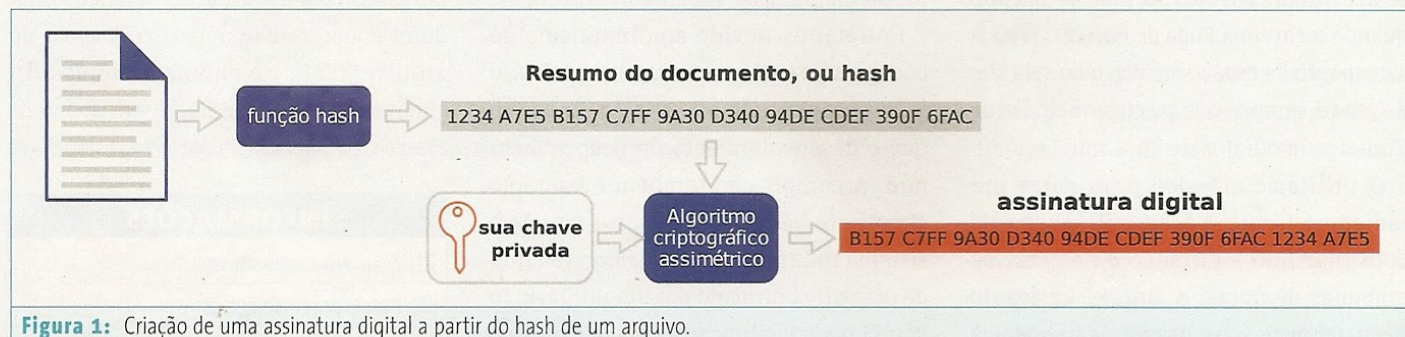 Resumo do documento, ou hash
função hash
1234 A7E5 B157 C7FF 9A30 D340 94DE CDEF 390F 6FAC
sua chave
privada
Algoritmo
criptográfico
assimétrico
assinatura digital
B157 C7FF 9A30 D340 94DE CDEF 390F 6FAC 1234 A7E5
Figura 1: Criação de uma assinatura digital a partir do hash de um arquivo.